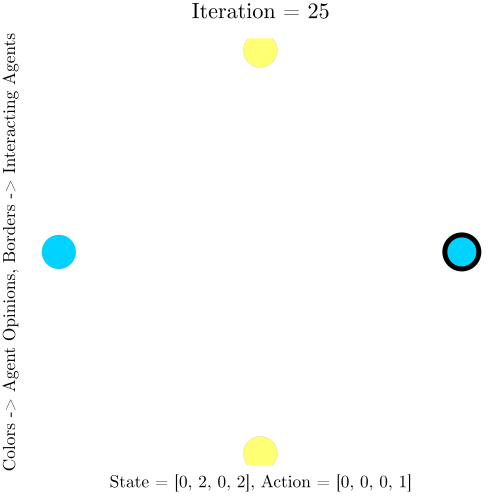 Iteration = 25
Colors -> Agent Opinions, Borders -> Interacting Agents
State = [0, 2, 0, 2], Action = [0, 0, 0, 1]